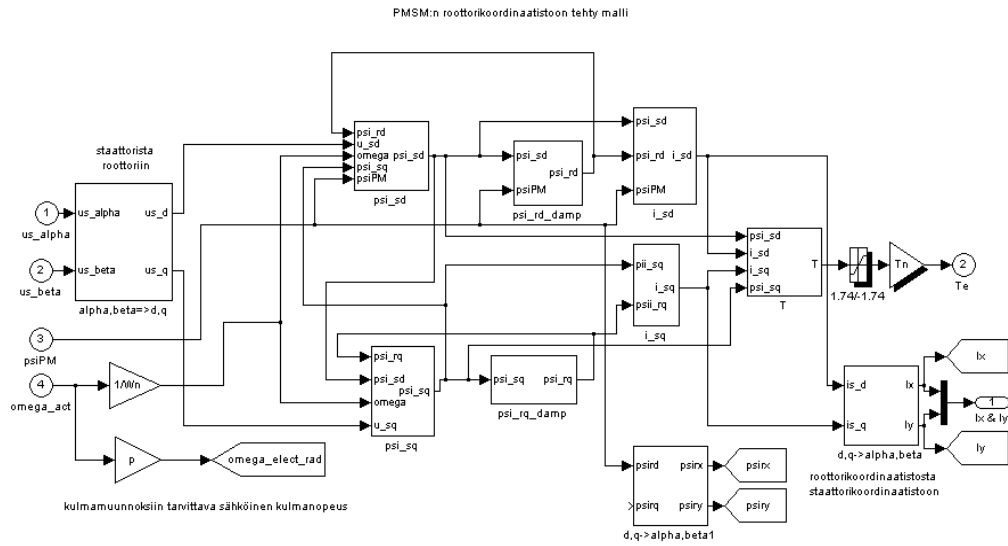 PMSM:n roottorikoordinaatistoon tehty malli
staattorista
roottoriin
1
us_alpha
2
us_beta
us_alpha
us_beta
us_d
us_q
alpha,beta=>d,q
3
psiPM
4
omega_act
1/Wn
p
omega_elect_rad
kulmamuunnoksiin tarvittava sähköinen kulmanopeus
psi_rd
u_sd
omega
psi_sq
psiPM
psi_sd
psi_sd
psi_sd
psiPM
psi_rd
psi_rd_damp
psi_sd
psi_rd
psiPM
i_sd
i_sd
psi_rq
psi_sd
omega
u_sq
psi_sq
psi_sq
psi_sq
psi_rq
psi_rq_damp
pii_sq
psii_rq
i_sq
i_sq
psi_sd
i_sd
i_sq
psi_sq
T
T
1.74/-1.74
Tn
2
Te
is_d
is_q
Ix
Iy
d,q->alpha,beta
Ix
1
Ix & Iy
Iy
roottorikoordinaatistosta
staattorikoordinaatistoon
psird
psirq
psirx
psiry
d,q->alpha,beta1
psirx
psiry